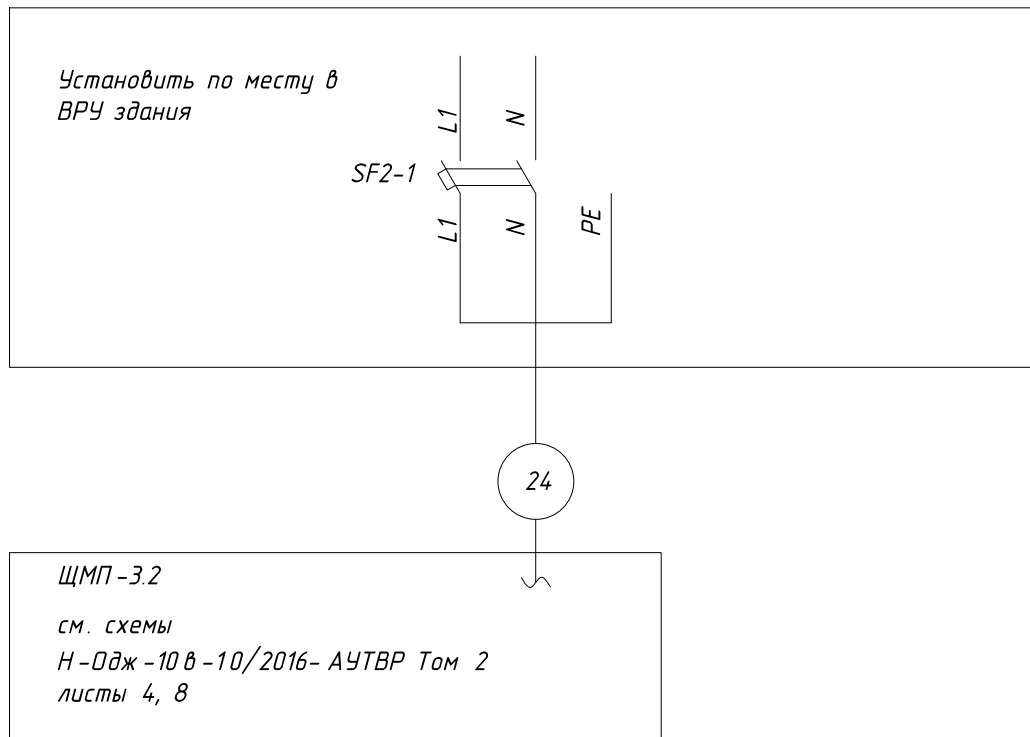 Установить по месту в
ВРУ здания
L1
N
SF2-1
L1
N
PE
24
ЩМП-3.2
см. схемы
Н-Одж-10в-10/2016- АУТВР Том 2
листы 4, 8